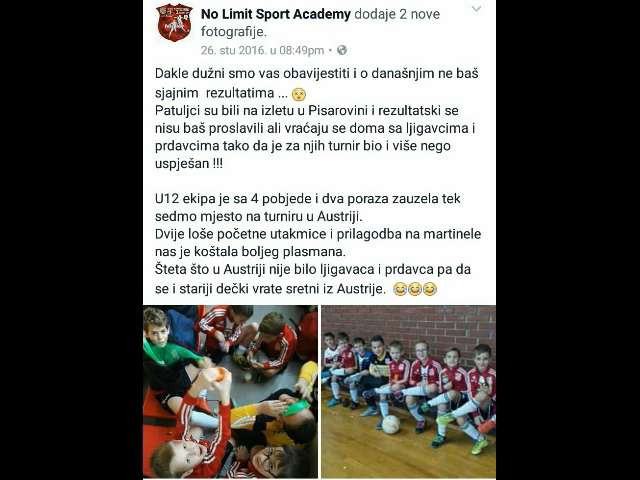 No Limit Sport Academy dodaje 2 nove
fotografije.
26. stu 2016. u 08:49pm •
Dakle dužni smo vas obavijestiti i o današnjim ne baš
sjajnim rezultatima ... 😲
Patuljci su bili na izletu u Pisarovini i rezultatski se
nisu baš proslavili ali vraćaju se doma sa ljigavcima i
prdavcima tako da je za njih turnir bio i više nego
uspješan !!!
U12 ekipa je sa 4 pobjede i dva poraza zauzela tek
sedmo mjesto na turniru u Austriji.
Dvije loše početne utakmice i prilagodba na martinele
nas je koštala boljeg plasmana.
Šteta što u Austriji nije bilo ljigavaca i prdavca pa da
se i stariji dečki vrate sretni iz Austrije. 😂😂😂